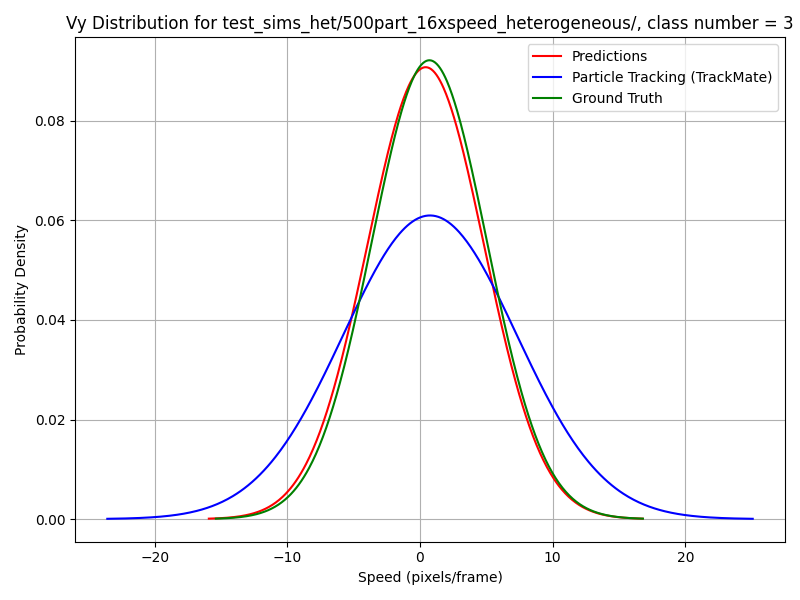 Vy Distribution for test_sims_het/500part_16xspeed_heterogeneous/, class number = 3
Predictions
Particle Tracking (TrackMate)
Ground Truth
Probability Density
0.08
0.06
0.04
0.02
0.00
−20
−10
0
10
20
Speed (pixels/frame)